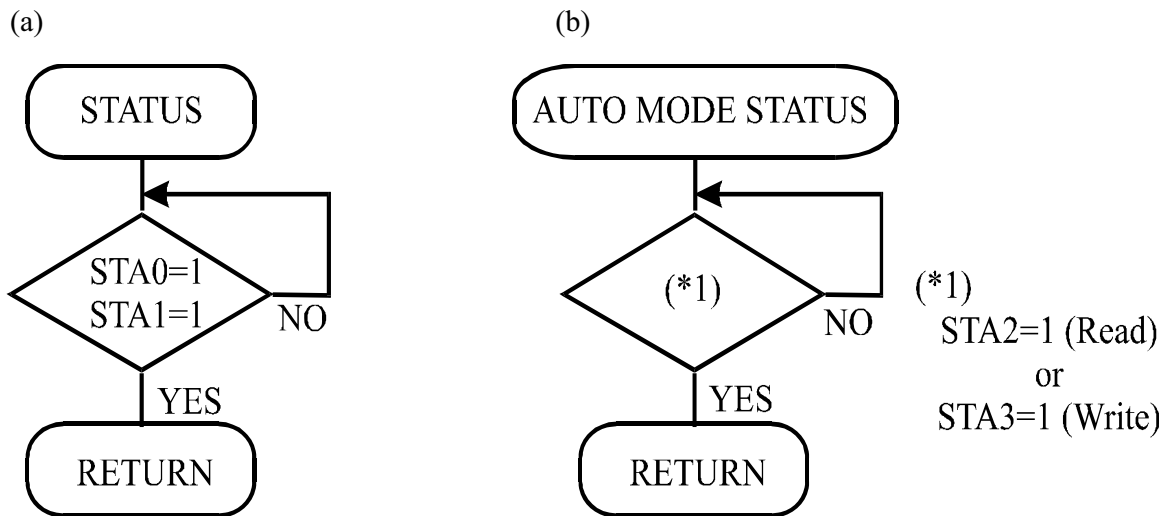 (a)
(b)
STATUS
STA0=1
STA1=1
NO
YES
RETURN
AUTO MODE STATUS
(*1)
NO
YES
RETURN
(*1)
STA2=1 (Read)
or
STA3=1 (Write)